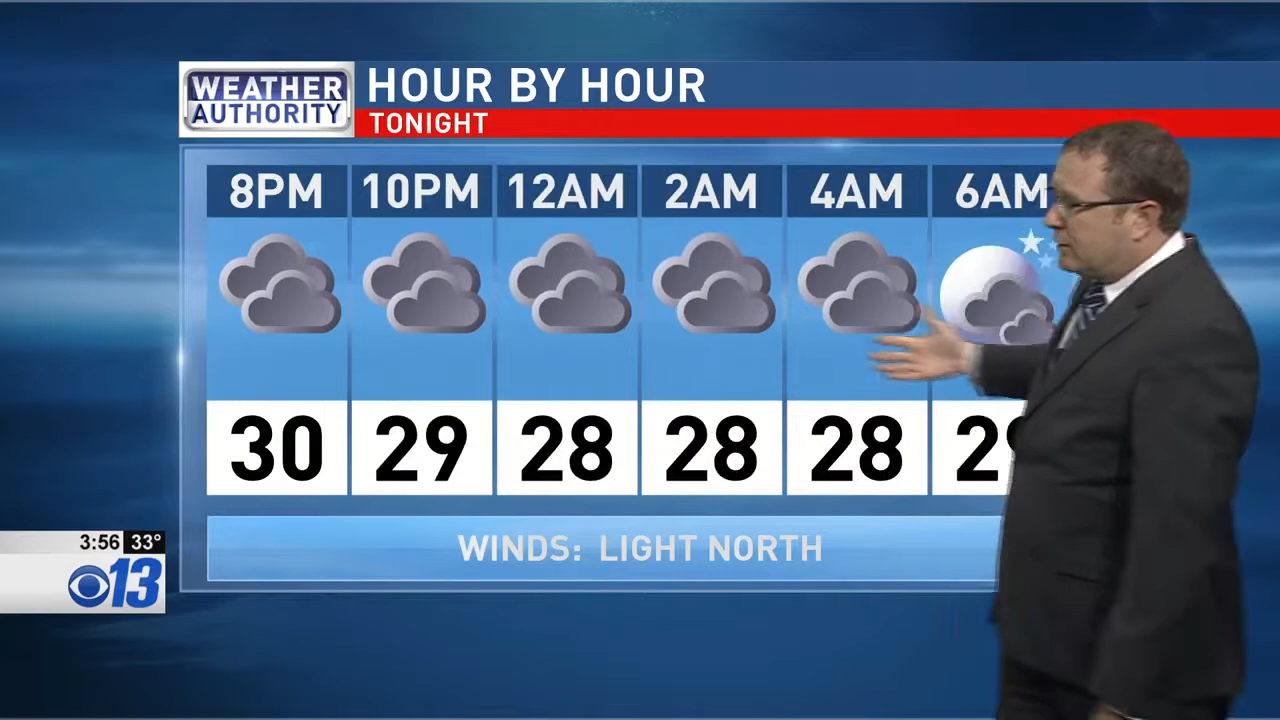 WEATHER
AUTHORITY
HOUR BY HOUR
TONIGHT
8PM 10PM 12AM 2AM 4AM 6AM
30 29 28 28 28 29
WINDS: LIGHT NORTH
3:56 33°
13